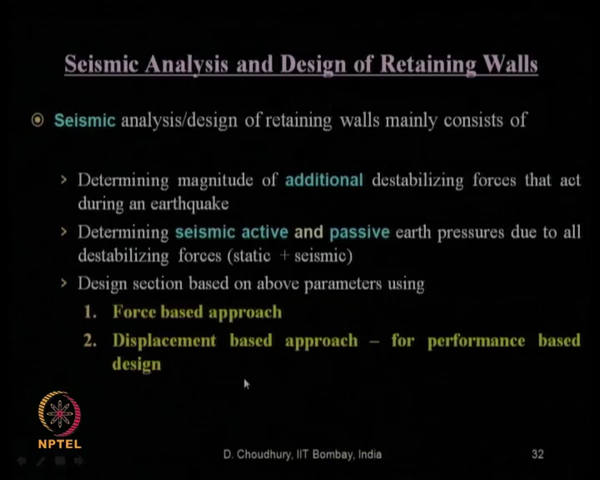 Seismic Analysis and Design of Retaining Walls
Seismic analysis/design of retaining walls mainly consists of
Determining magnitude of additional destabilizing forces that act
during an earthquake
Determining seismic active and passive earth pressures due to all
destabilizing forces (static + seismic)
Design section based on above parameters using
1. Force based approach
2. Displacement based approach – for performance based
design
NPTEL
D. Choudhury, IIT Bombay, India
32